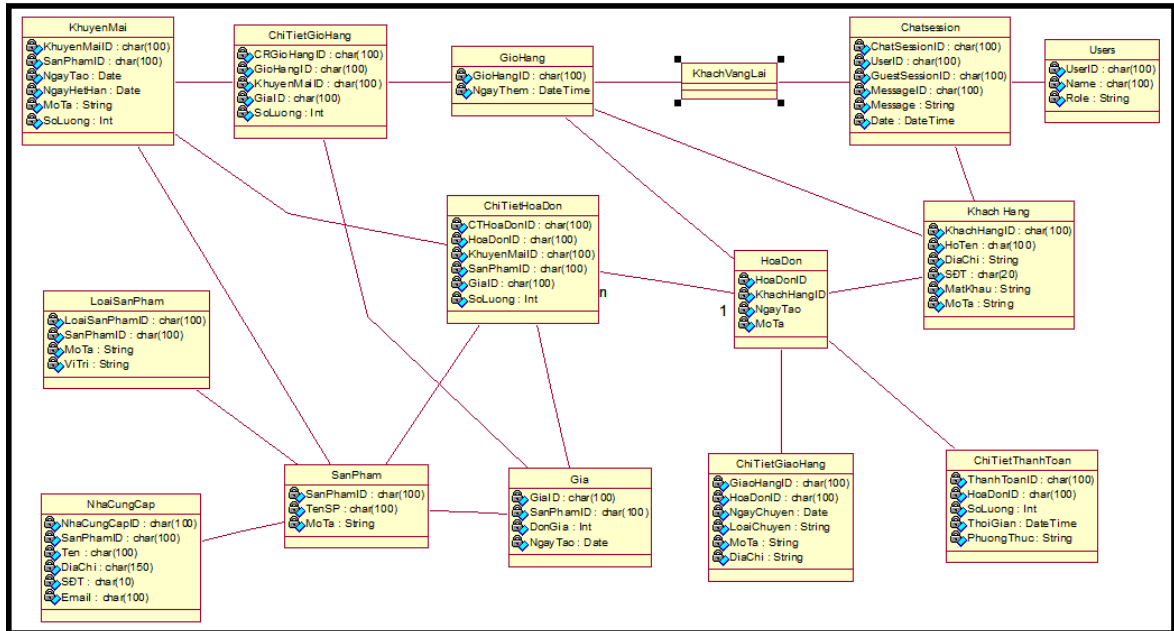 KhuyenMai
KhuyenMaiID : char(100)
SanPhamID : char(100)
NgayTao : Date
NgayHetHan : Date
MoTa : String
SoLuong : Int
ChiTietGioHang
CRGioHangID : char(100)
GioHangID : char(100)
KhuyenMaiID : char(100)
GiaID : char(100)
SoLuong : Int
GioHang
GioHangID : char(100)
NgayThem : DateTime
KhachVangLai
Chatsession
ChatSessionID : char(100)
UserID : char(100)
GuestSessionID : char(100)
MessageID : char(100)
Message : String
Date : DateTime
Users
UserID : char(100)
Name : char(100)
Role : String
ChiTietHoaDon
CTHoaDonID : char(100)
HoaDonID : char(100)
KhuyenMaiID : char(100)
SanPhamID : char(100)
GiaID : char(100)
SoLuong : Int
n
1
HoaDon
HoaDonID
KhachHangID
NgayTao
MoTa
Khach Hang
KhachHangID : char(100)
HoTen : char(100)
DiaChi : String
SĐT : char(20)
MatKhau : String
MoTa : String
LoaiSanPham
LoaiSanPhamID : char(100)
SanPhamID : char(100)
MoTa : String
ViTri : String
NhaCungCap
NhaCungCapID : char(100)
SanPhamID : char(100)
Ten : char(100)
DiaChi : char(150)
SĐT : char(10)
Email : char(100)
SanPham
SanPhamID : char(100)
TenSP : char(100)
MoTa : String
Gia
GiaID : char(100)
SanPhamID : char(100)
DonGia : Int
NgayTao : Date
ChiTietGiaoHang
GiaoHangID : char(100)
HoaDonID : char(100)
NgayChuyen : Date
LoaiChuyen : String
MoTa : String
DiaChi : String
ChiTietThanhToan
ThanhToanID : char(100)
HoaDonID : char(100)
SoLuong : Int
ThoiGian : DateTime
PhuongThuc : String